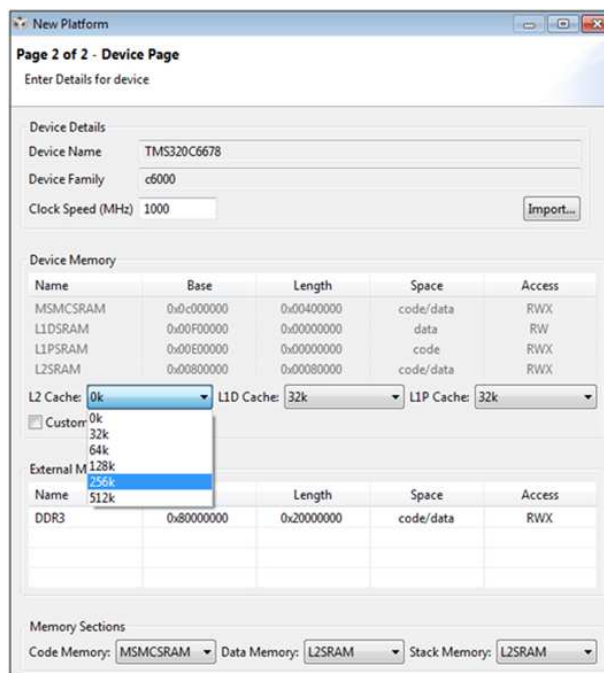 New Platform
Page 2 of 2 - Device Page
Enter Details for device
Device Details
Device Name TMS320C6678
Device Family c6000
Clock Speed (MHz) 1000 Import...
Device Memory
Name Base Length Space Access
MSMCSRAM 0x0c000000 0x00400000 code/data RWX
L1DSRAM 0x00F00000 0x00000000 data RW
L1PSRAM 0x00E00000 0x00000000 code RWX
L2SRAM 0x00800000 0x00080000 code/data RWX
L2 Cache: 0k L1D Cache: 32k L1P Cache: 32k
Custom 0k
32k
64k
128k
External M 256k
512k
Name Length Space Access
DDR3 0x80000000 0x20000000 code/data RWX
Memory Sections
Code Memory: MSMCSRAM Data Memory: L2SRAM Stack Memory: L2SRAM